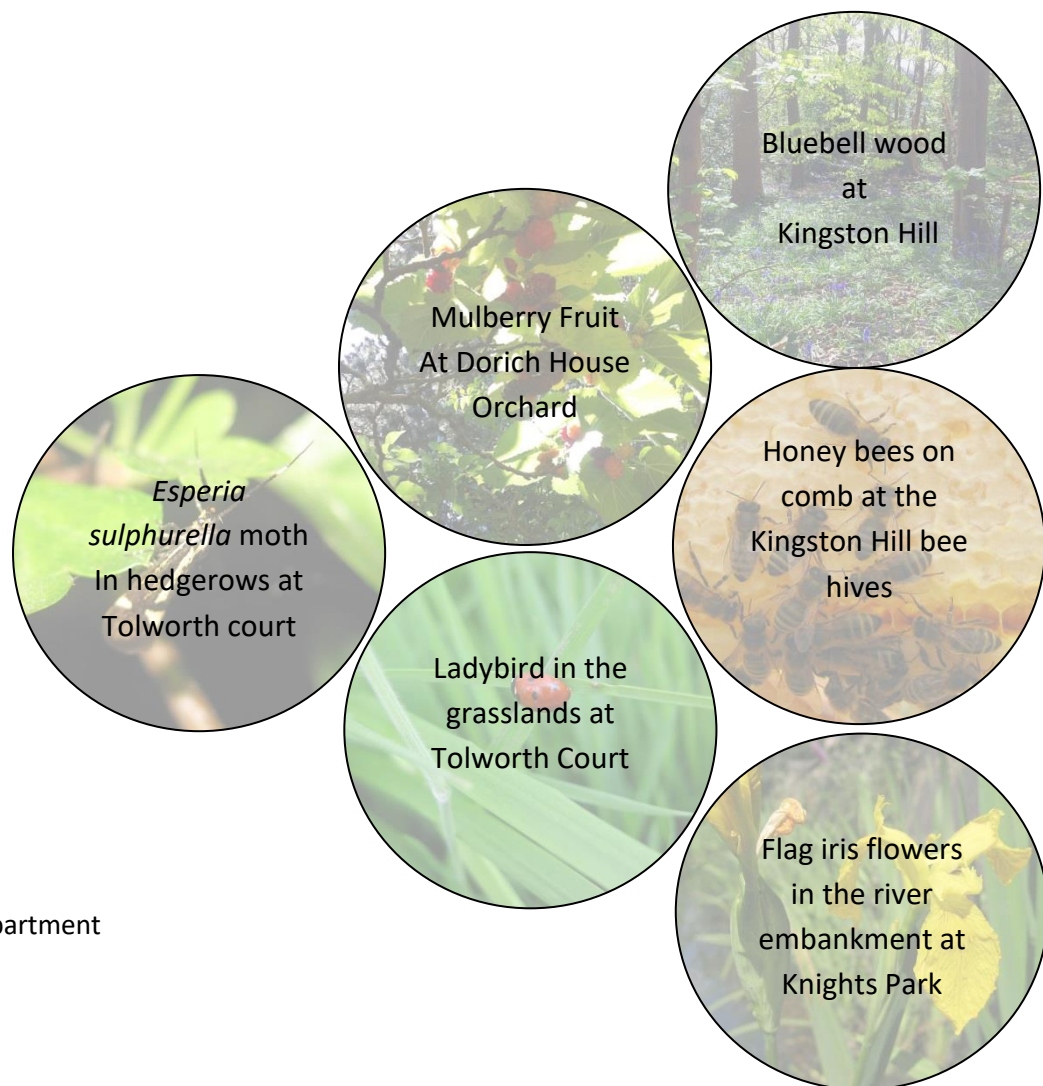 Bluebell wood
at
Kingston Hill
Mulberry Fruit
At Dorich House
Orchard
Honey bees on
comb at the
Kingston Hill bee
hives
Esperia
sulphurella moth
In hedgerows at
Tolworth court
Ladybird in the
grasslands at
Tolworth Court
Flag iris flowers
in the river
embankment at
Knights Park
partment